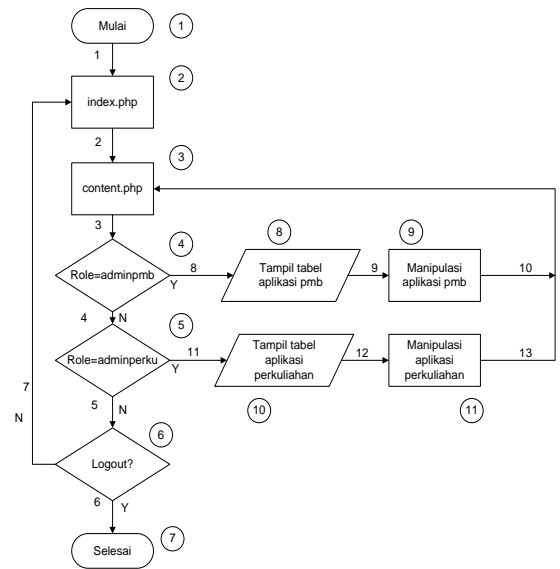 Mulai
1
1
2
index.php
2
3
content.php
3
4
8
9
Role=adminpmb
8
Y
Tampil tabel
aplikasi pmb
9
Manipulasi
aplikasi pmb
10
4
N
5
Role=adminperku
11
Y
Tampil tabel
aplikasi
perkuliahan
12
Manipulasi
aplikasi
perkuliahan
13
7
N
5
N
10
11
6
Logout?
6
Y
7
Selesai